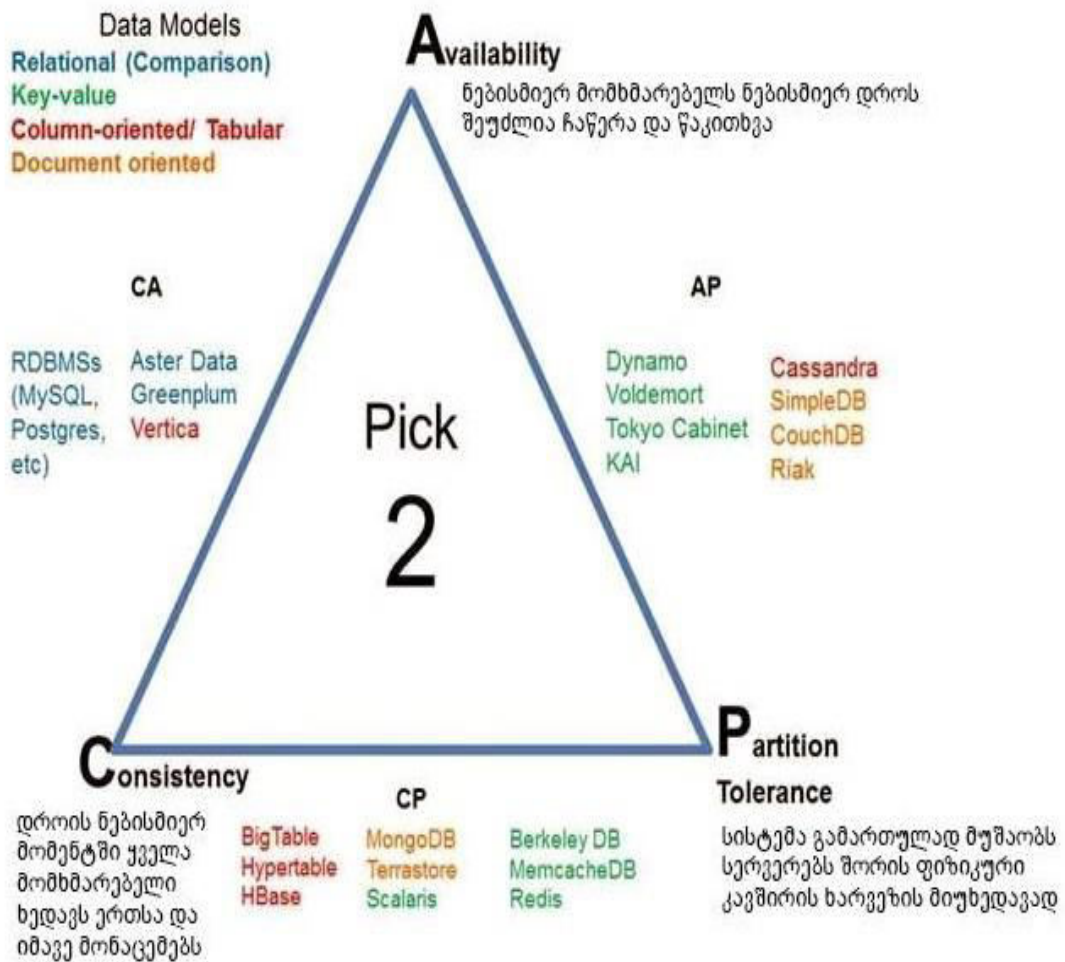 Data Models
Relational (Comparison)
Key-value
Column-oriented/ Tabular
Document oriented
Availability
ნებისმიერ მომხმარებელს ნებისმიერ დროს
შეუძლია ჩაწერა და წაკითხვა
CA
RDBMSs
(MySQL,
Postgres,
etc)
Aster Data
Greenplum
Vertica
Pick
2
AP
Dynamo
Voldemort
Tokyo Cabinet
KAI
Cassandra
SimpleDB
CouchDB
Riak
Consistency
დროის ნებისმიერ
მომენტში ყველა
მომხმარებელი
ხედავს ერთსა და
იმავე მონაცემებს
CP
BigTable
Hypertable
HBase
MongoDB
Terrastore
Scalaris
Berkeley DB
MemcacheDB
Redis
Partition
Tolerance
სისტემა გამართულად მუშაობს
სერვერებს შორის ფიზიკური
კავშირის ხარვეზის მიუხედავად